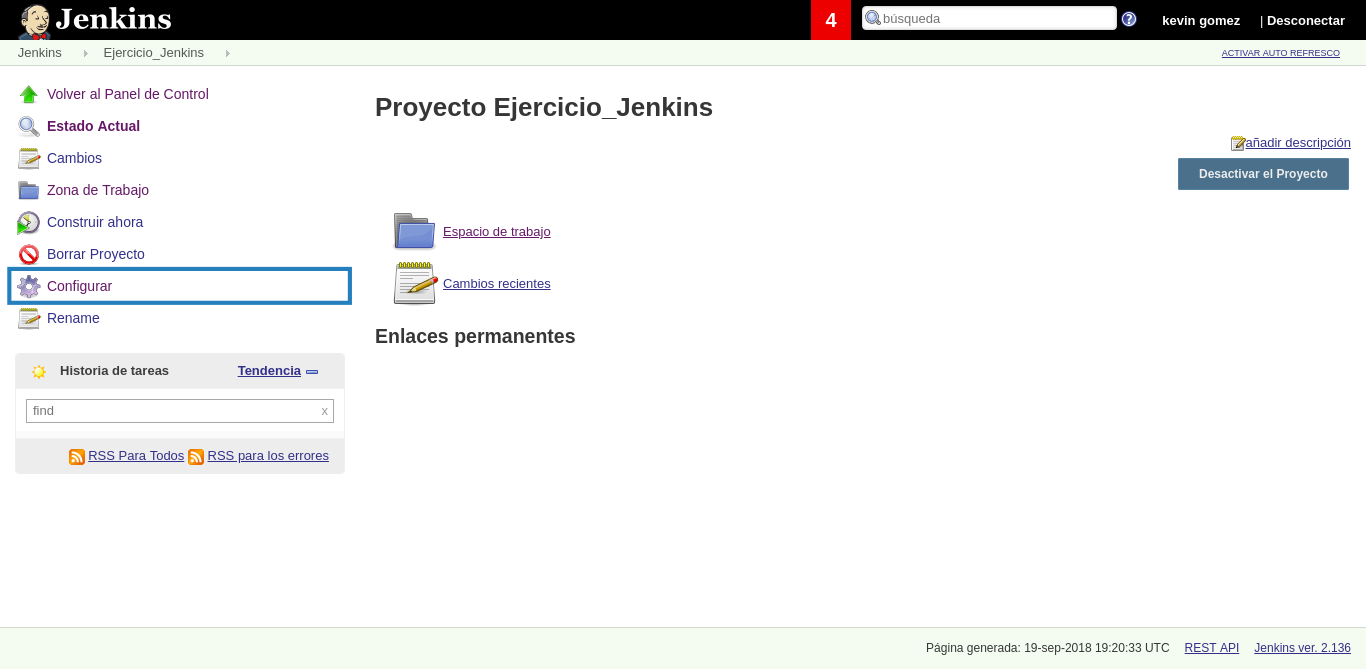 Jenkins
4
búsqueda
?
kevin gomez
| Desconectar
Jenkins
Ejercicio_Jenkins
ACTIVAR AUTO REFRESCO
Volver al Panel de Control
Estado Actual
Cambios
Zona de Trabajo
Construir ahora
Borrar Proyecto
Configurar
Rename
Historia de tareas
Tendencia
find
x
RSS Para Todos
RSS para los errores
Proyecto Ejercicio_Jenkins
añadir descripción
Desactivar el Proyecto
Espacio de trabajo
Cambios recientes
Enlaces permanentes
Página generada: 19-sep-2018 19:20:33 UTC
REST API
Jenkins ver. 2.136